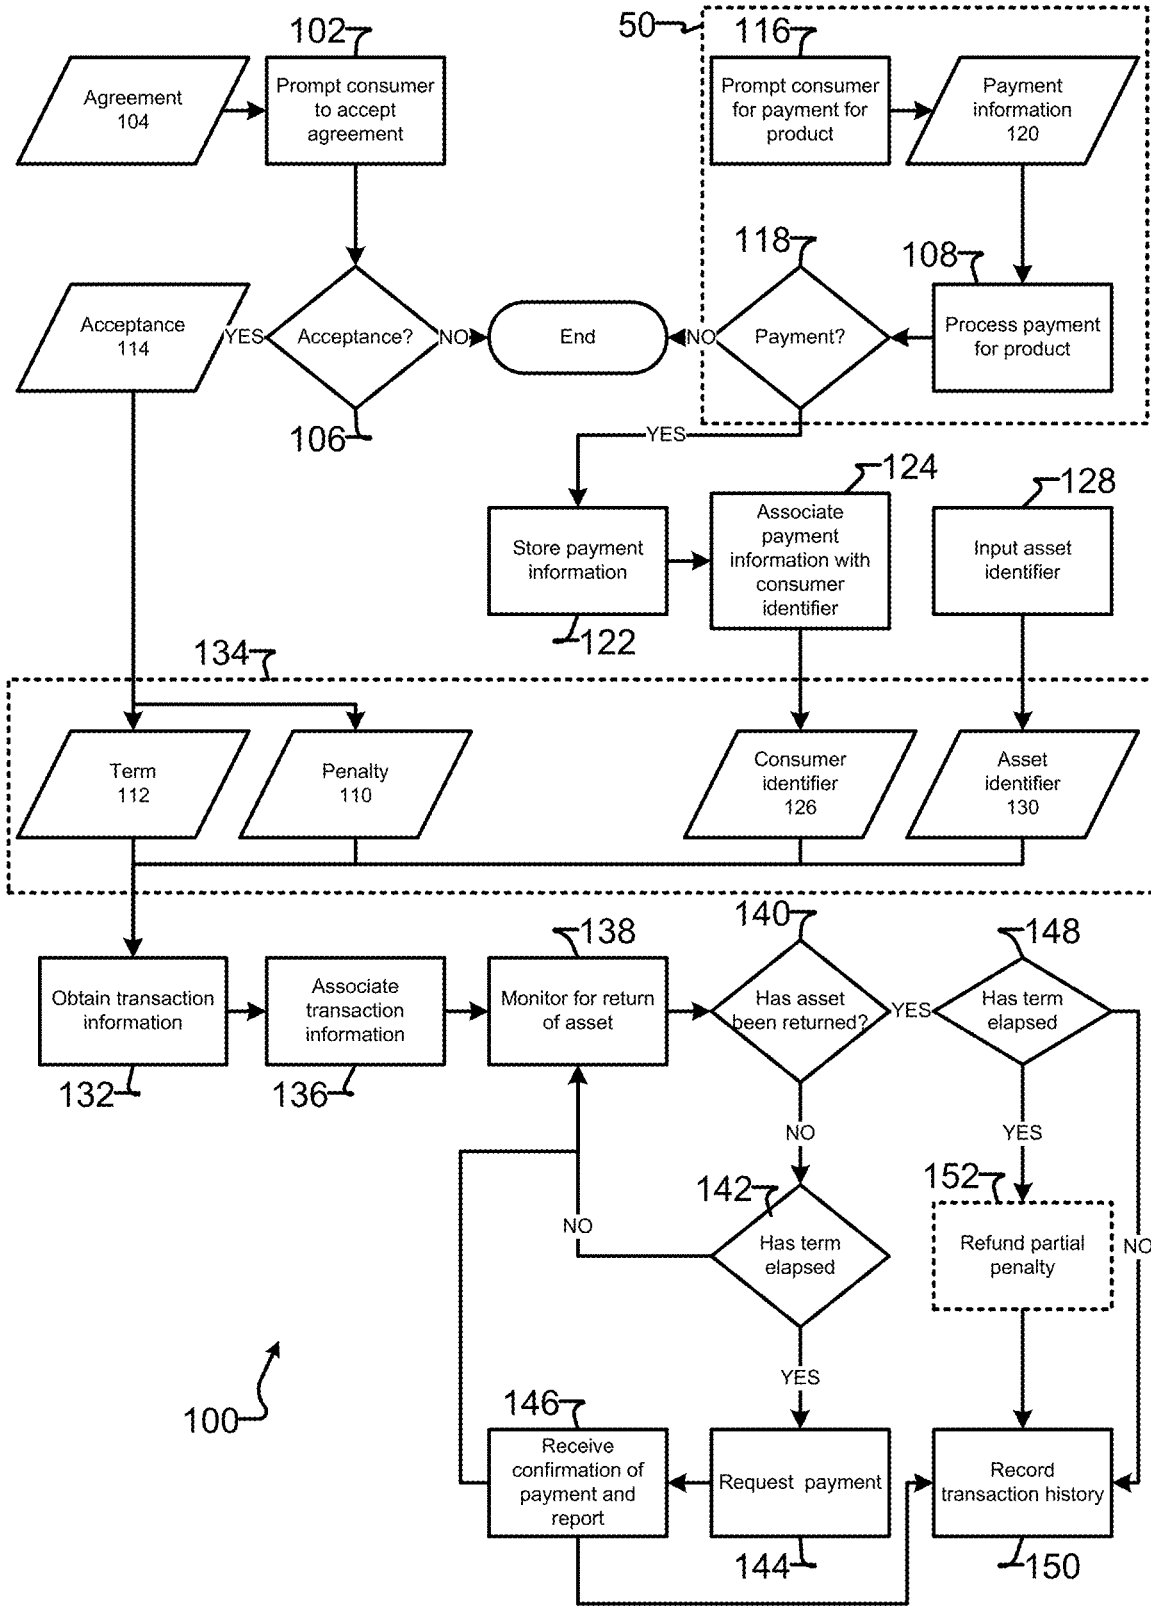 102
50
116
Agreement
104
Prompt consumer
to accept
agreement
Prompt consumer
for payment for
product
Payment
information
120
118
108
Acceptance
114
YES
Acceptance?
NO
End
NO
Payment?
Process payment
for product
106
YES
124
128
Store payment
information
Associate
payment
information with
consumer
identifier
Input asset
identifier
122
134
Term
112
Penalty
110
Consumer
identifier
126
Asset
identifier
130
140
138
148
Obtain transaction
information
Associate
transaction
information
Monitor for return
of asset
Has asset
been returned?
YES
Has term
elapsed
132
136
NO
YES
142
152
NO
Has term
elapsed
Refund partial
penalty
NO
YES
100
146
Receive
confirmation of
payment and
report
Request payment
Record
transaction history
144
150